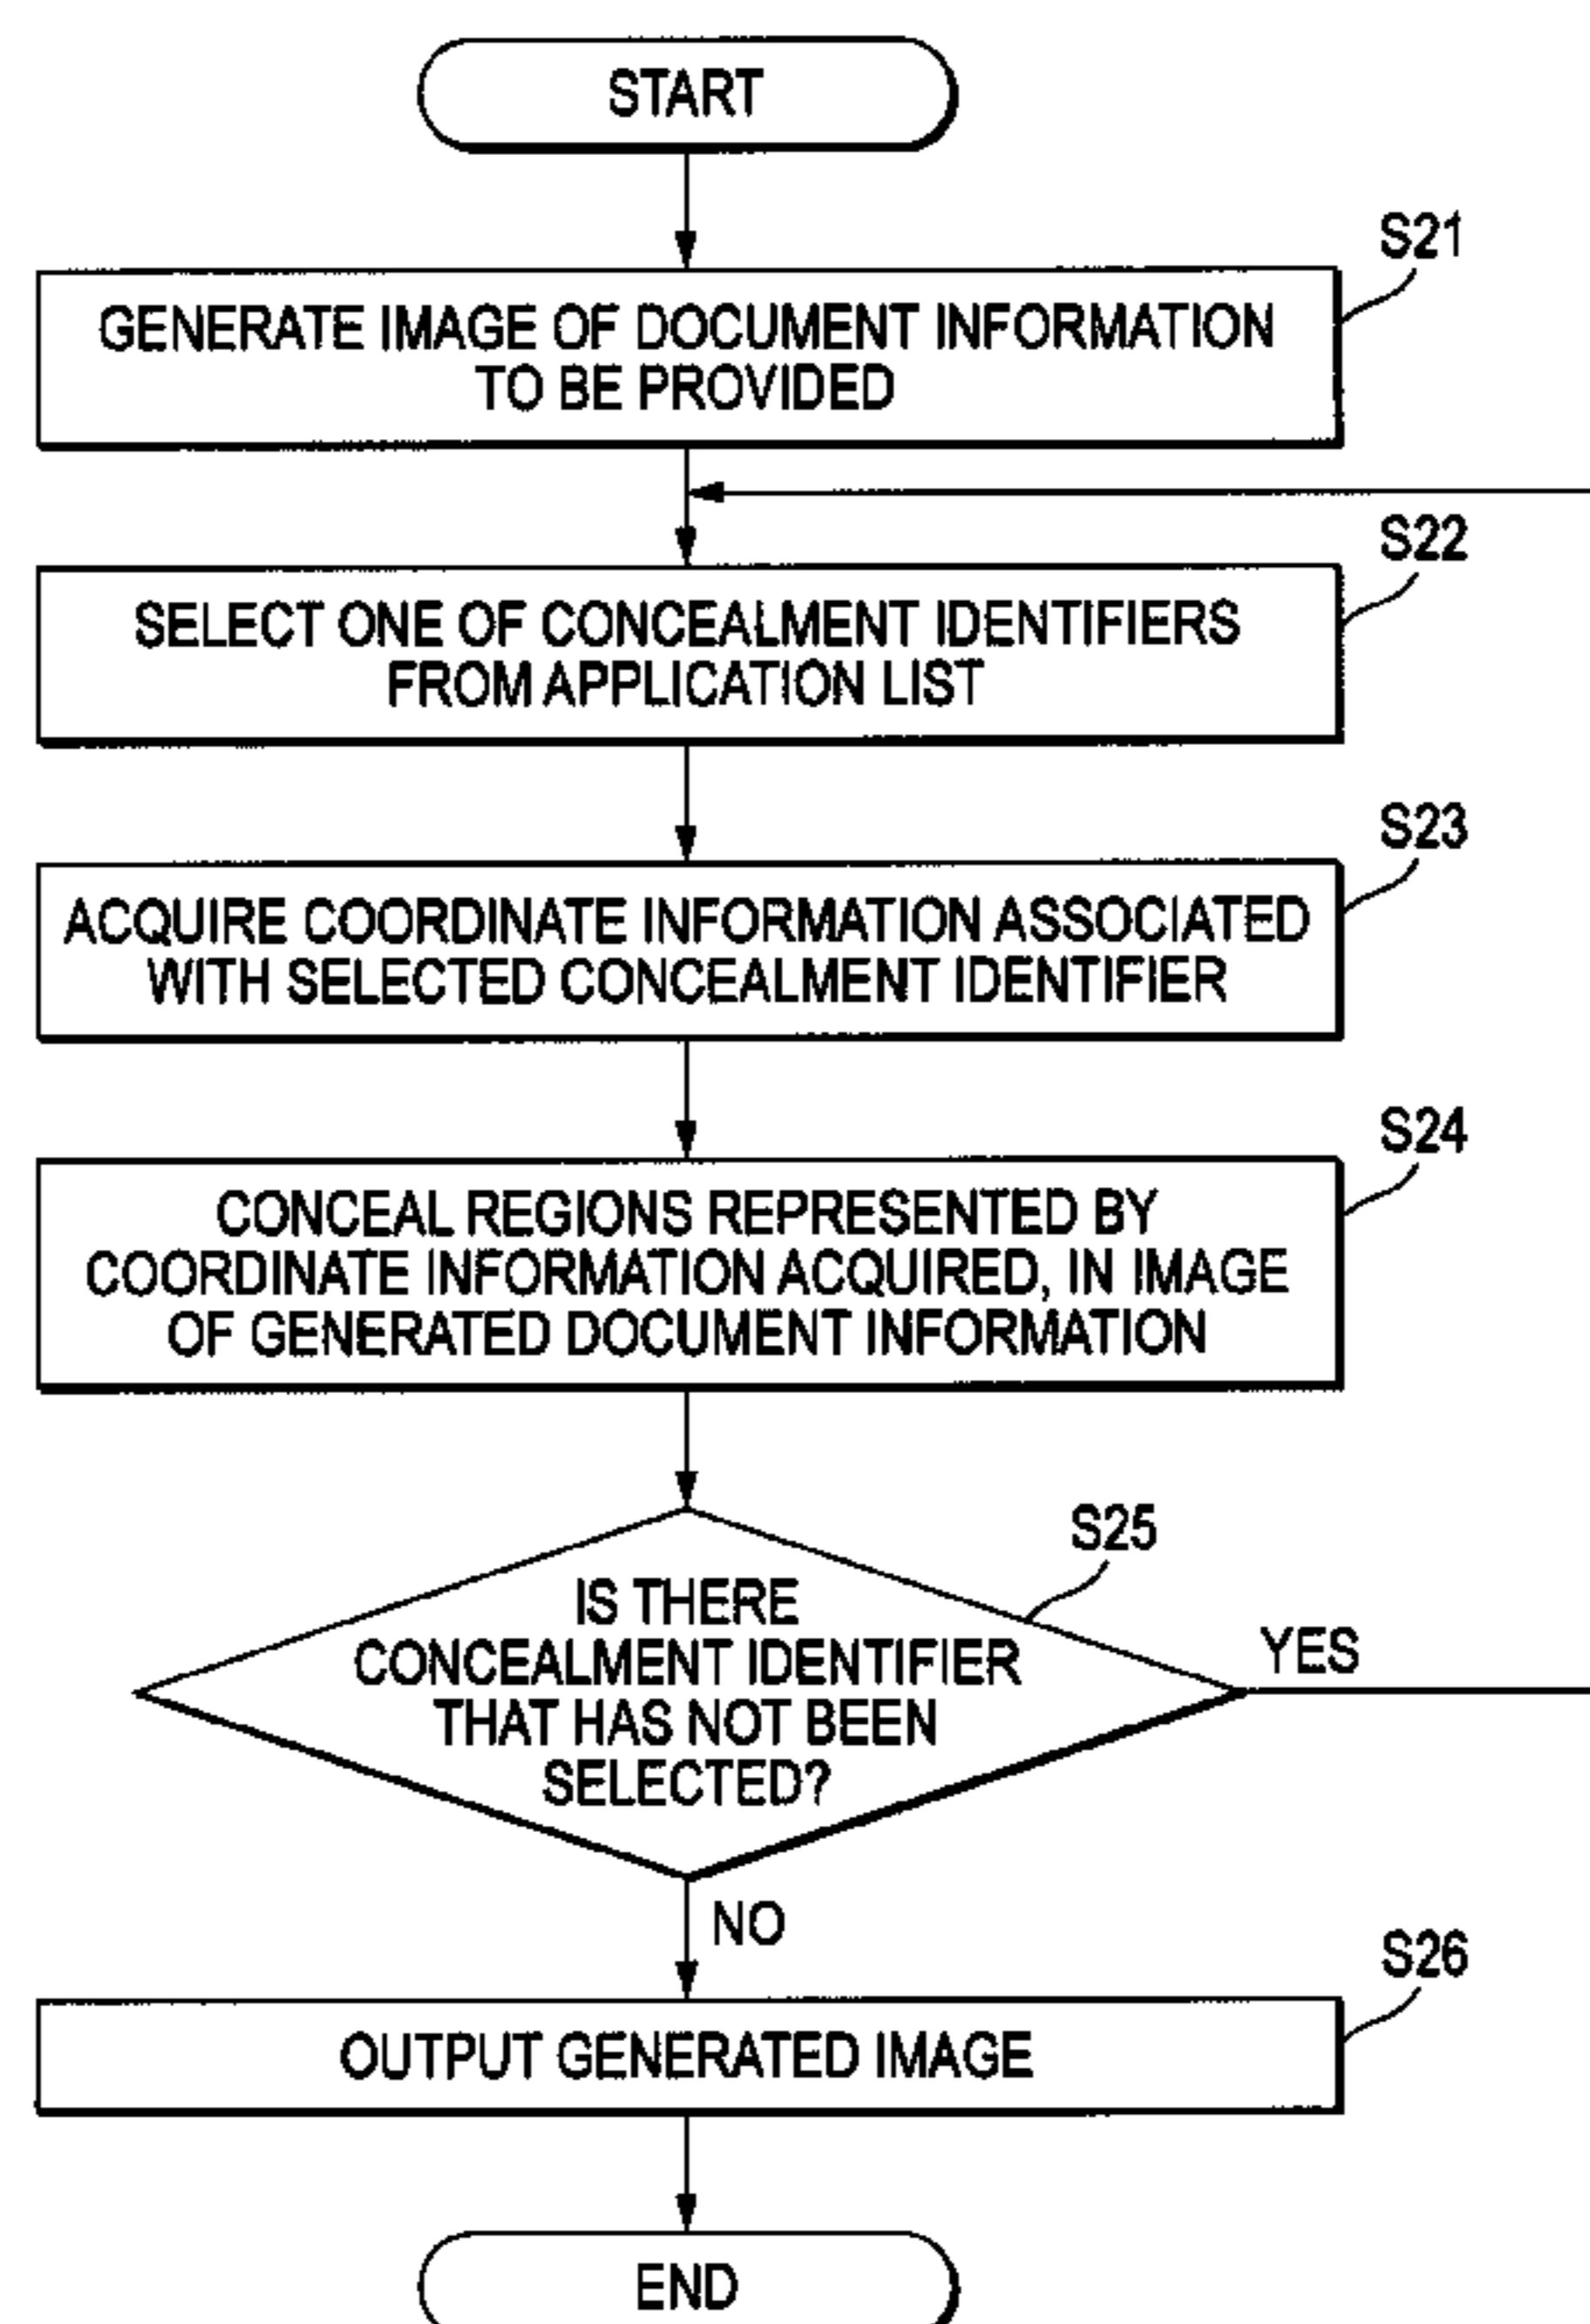 START
S21
GENERATE IMAGE OF DOCUMENT INFORMATION
TO BE PROVIDED
S22
SELECT ONE OF CONCEALMENT IDENTIFIERS
FROM APPLICATION LIST
S23
ACQUIRE COORDINATE INFORMATION ASSOCIATED
WITH SELECTED CONCEALMENT IDENTIFIER
S24
CONCEAL REGIONS REPRESENTED BY
COORDINATE INFORMATION ACQUIRED, IN IMAGE
OF GENERATED DOCUMENT INFORMATION
S25
IS THERE
CONCEALMENT IDENTIFIER
THAT HAS NOT BEEN
SELECTED?
YES
NO
S26
OUTPUT GENERATED IMAGE
END